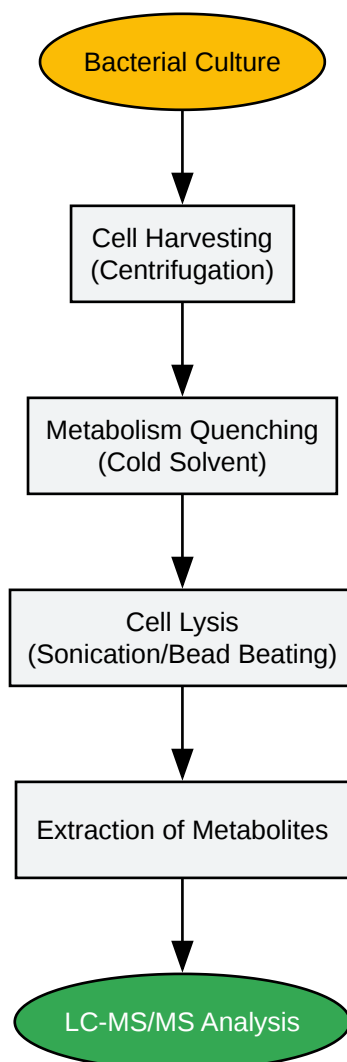 Bacterial Culture
Cell Harvesting
(Centrifugation)
Metabolism Quenching
(Cold Solvent)
Cell Lysis
(Sonication/Bead Beating)
Extraction of Metabolites
LC-MS/MS Analysis